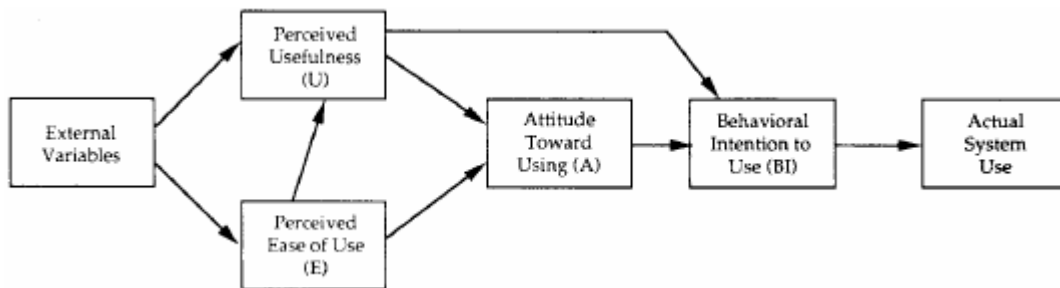 External
Variables
Perceived
Usefulness
(U)
Perceived
Ease of Use
(E)
Attitude
Toward
Using (A)
Behavioral
Intention to
Use (BI)
Actual
System
Use